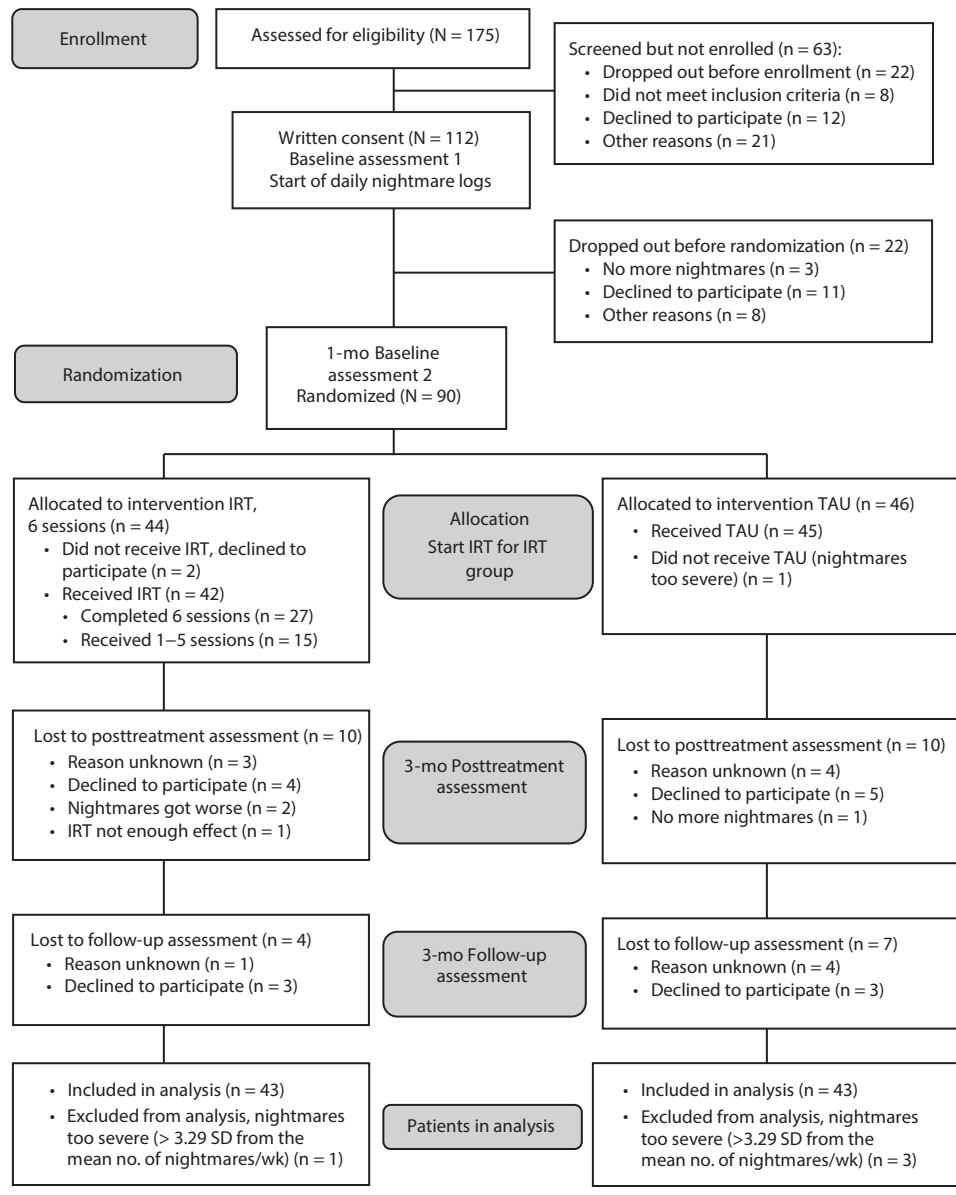 Enrollment
Assessed for eligibility (N = 175)
Screened but not enrolled (n = 63):
• Dropped out before enrollment (n = 22)
• Did not meet inclusion criteria (n = 8)
• Declined to participate (n = 12)
• Other reasons (n = 21)
Written consent (N = 112)
Baseline assessment 1
Start of daily nightmare logs
Dropped out before randomization (n = 22)
• No more nightmares (n = 3)
• Declined to participate (n = 11)
• Other reasons (n = 8)
Randomization
1-mo Baseline
assessment 2
Randomized (N = 90)
Allocated to intervention IRT,
6 sessions (n = 44)
• Did not receive IRT, declined to
participate (n = 2)
• Received IRT (n = 42)
• Completed 6 sessions (n = 27)
• Received 1–5 sessions (n = 15)
Allocation
Start IRT for IRT
group
Allocated to intervention TAU (n = 46)
• Received TAU (n = 45)
• Did not receive TAU (nightmares
too severe) (n = 1)
Lost to posttreatment assessment (n = 10)
• Reason unknown (n = 3)
• Declined to participate (n = 4)
• Nightmares got worse (n = 2)
• IRT not enough effect (n = 1)
3-mo Posttreatment
assessment
Lost to posttreatment assessment (n = 10)
• Reason unknown (n = 4)
• Declined to participate (n = 5)
• No more nightmares (n = 1)
Lost to follow-up assessment (n = 4)
• Reason unknown (n = 1)
• Declined to participate (n = 3)
3-mo Follow-up
assessment
Lost to follow-up assessment (n = 7)
• Reason unknown (n = 4)
• Declined to participate (n = 3)
• Included in analysis (n = 43)
• Excluded from analysis, nightmares
too severe (> 3.29 SD from the
mean no. of nightmares/wk) (n = 1)
Patients in analysis
• Included in analysis (n = 43)
• Excluded from analysis, nightmares
too severe (>3.29 SD from the
mean no. of nightmares/wk) (n = 3)